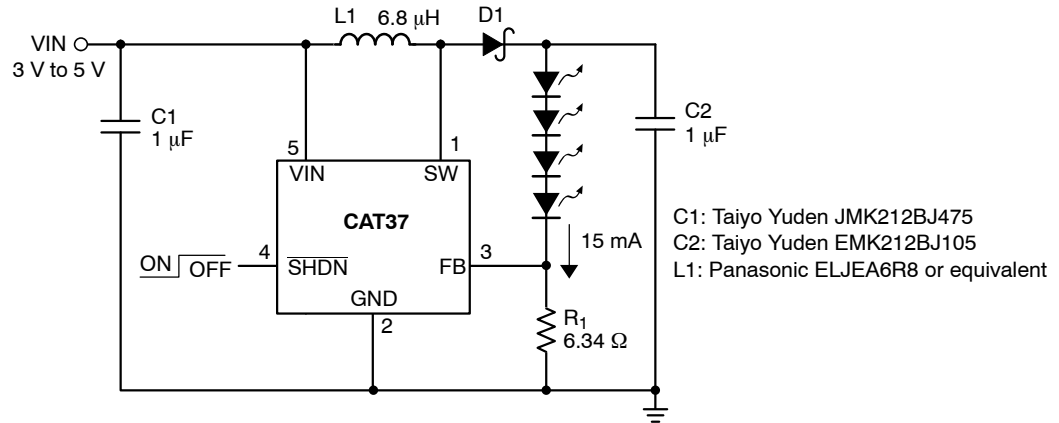 L1 6.8 μH
D1
VIN
3 V to 5 V
C1
1 μF
C2
1 μF
5
1
VIN
SW
CAT37
4
3
ON OFF
SHDN
FB
15 mA
GND
2
R1
6.34 Ω
C1: Taiyo Yuden JMK212BJ475
C2: Taiyo Yuden EMK212BJ105
L1: Panasonic ELJEA6R8 or equivalent